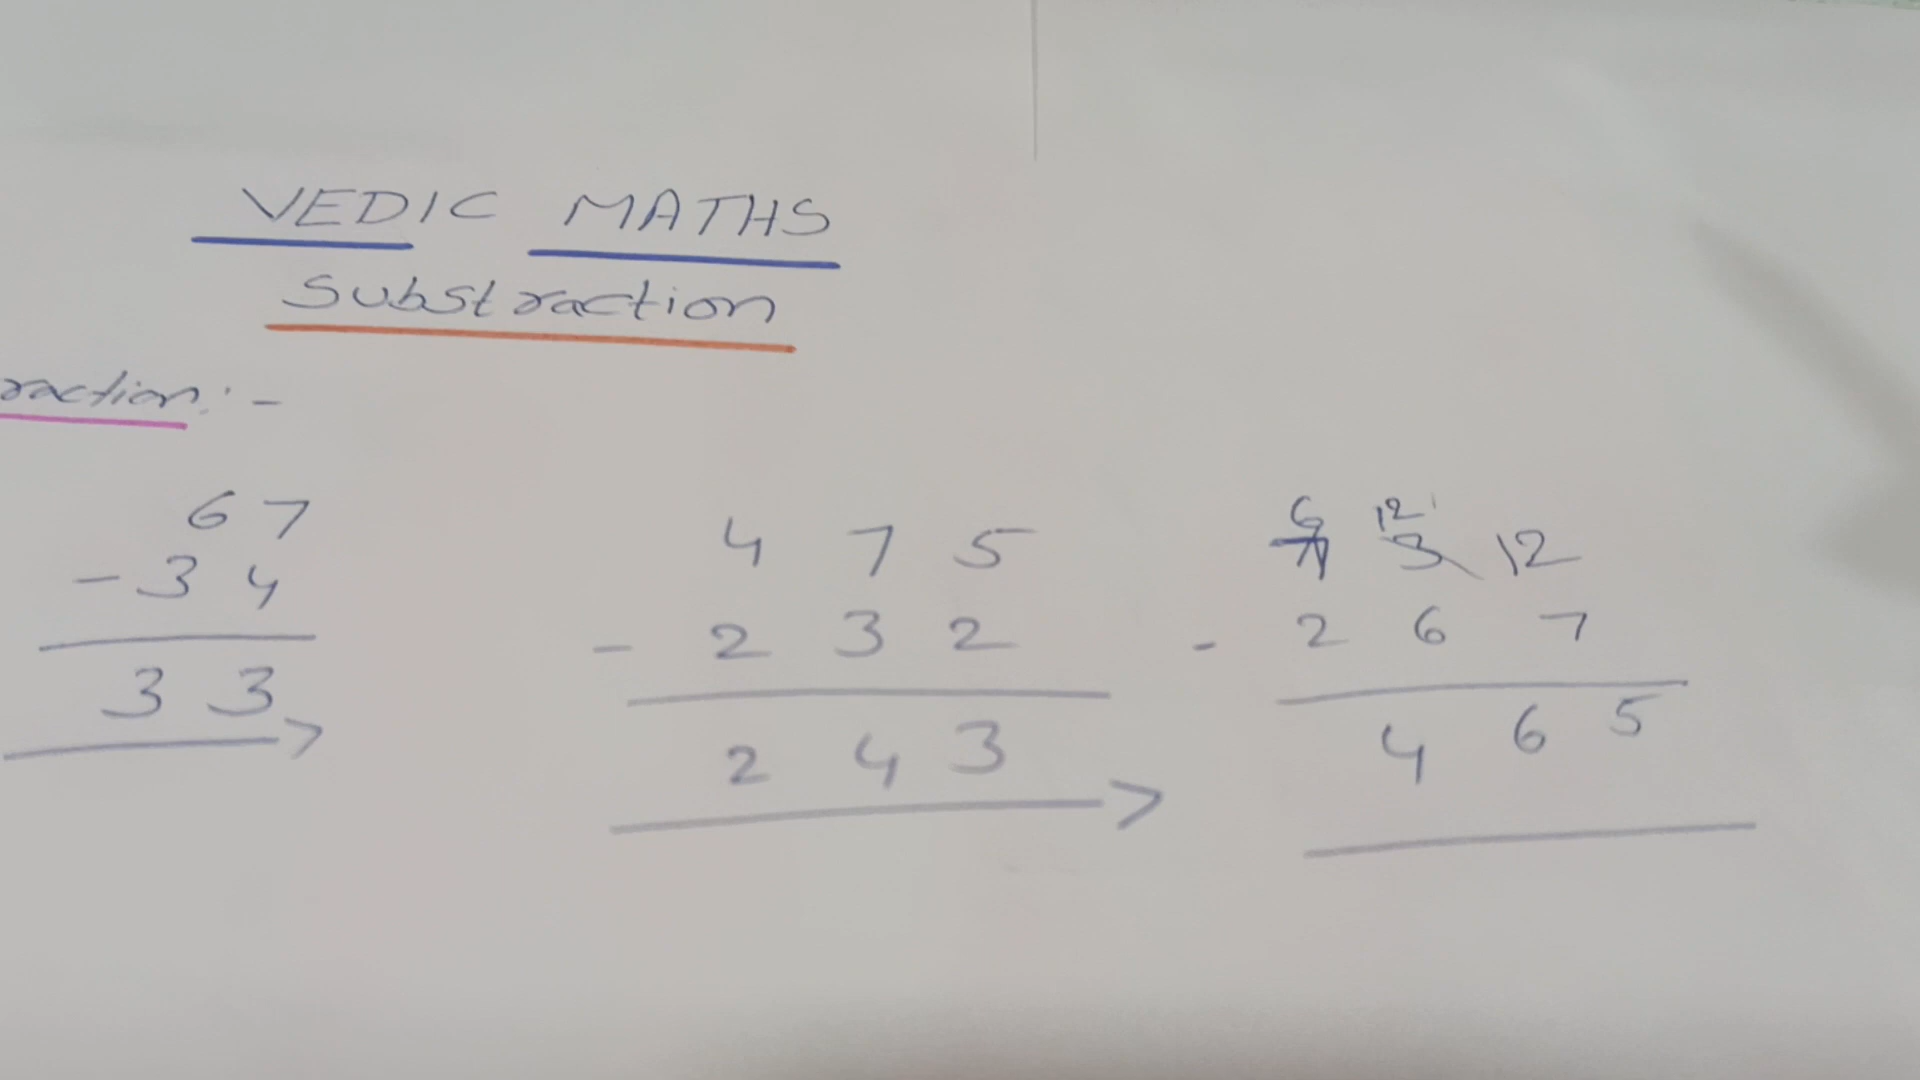 VEDIC MATHS
Substraction
raction:-
67
-34
33
475
- 232
243
6 12
7 3 12
- 267
465